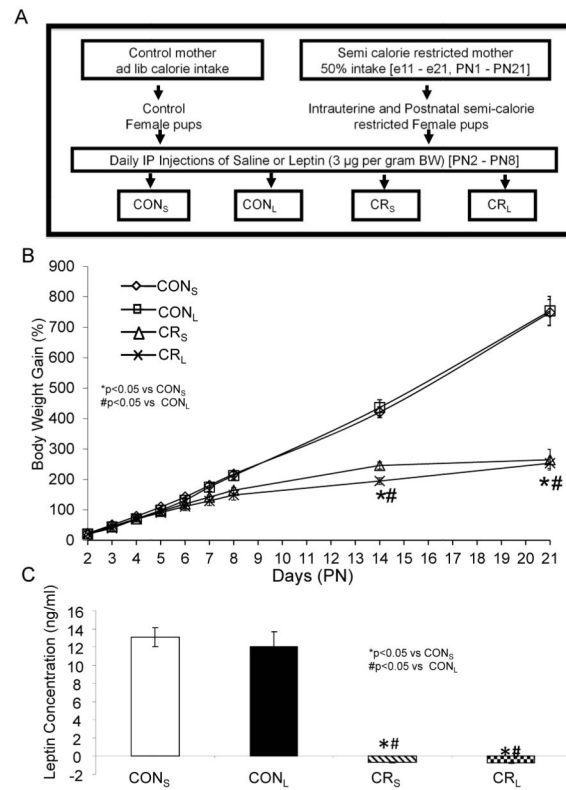 A
Control mother
ad lib calorie intake
Semi calorie restricted mother
50% intake [e11 - e21, PN1 - PN21]
Control
Female pups
Intrauterine and Postnatal semi-calorie
restricted Female pups
Daily IP Injections of Saline or Leptin (3 µg per gram BW) [PN2 - PN8]
CONS
CONL
CRS
CRL
B
Body Weight Gain (%)
900
800
700
600
500
400
300
200
100
0
CONS
CONL
CRS
CRL
*p<0.05 vs CONS
#p<0.05 vs CONL
*#
*#
2 3 4 5 6 7 8 9 10 11 12 13 14 13 14 15 16 17 18 19 20 21
Days (PN)
C
Leptin Concentration (ng/ml)
16
14
12
10
8
6
4
2
0
-2
*p<0.05 vs CONS
#p<0.05 vs CONL
*#
*#
CONS
CONL
CRS
CRL